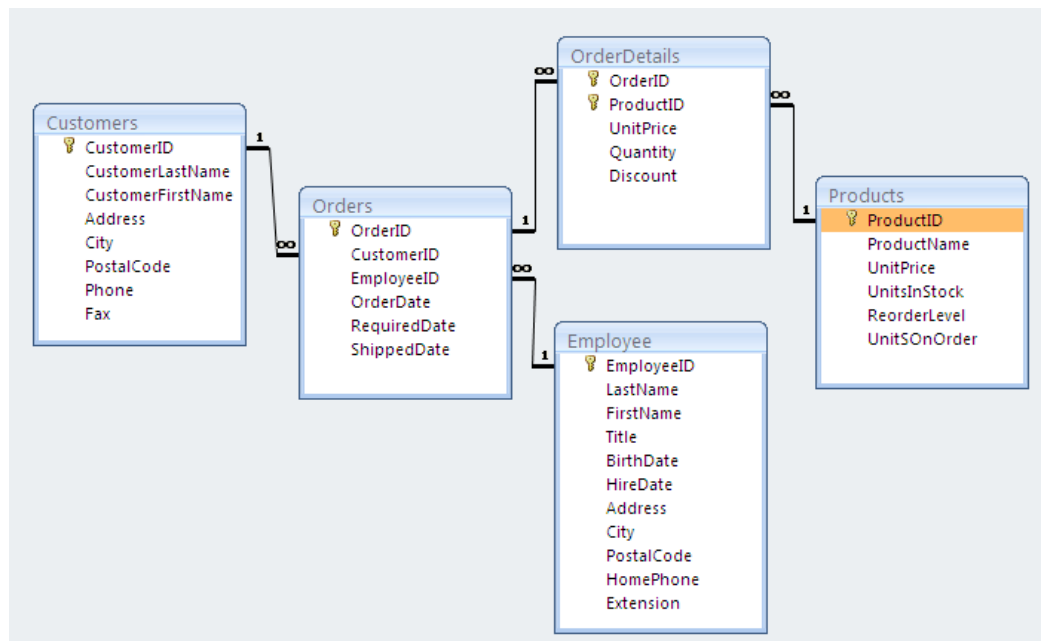 Customers
CustomerID
CustomerLastName
CustomerFirstName
Address
City
PostalCode
Phone
Fax
1
∞
Orders
OrderID
CustomerID
EmployeeID
OrderDate
RequiredDate
ShippedDate
1
∞
∞
1
OrderDetails
OrderID
ProductID
UnitPrice
Quantity
Discount
∞
1
Employee
EmployeeID
LastName
FirstName
Title
BirthDate
HireDate
Address
City
PostalCode
HomePhone
Extension
Products
ProductID
ProductName
UnitPrice
UnitsInStock
ReorderLevel
UnitSOnOrder